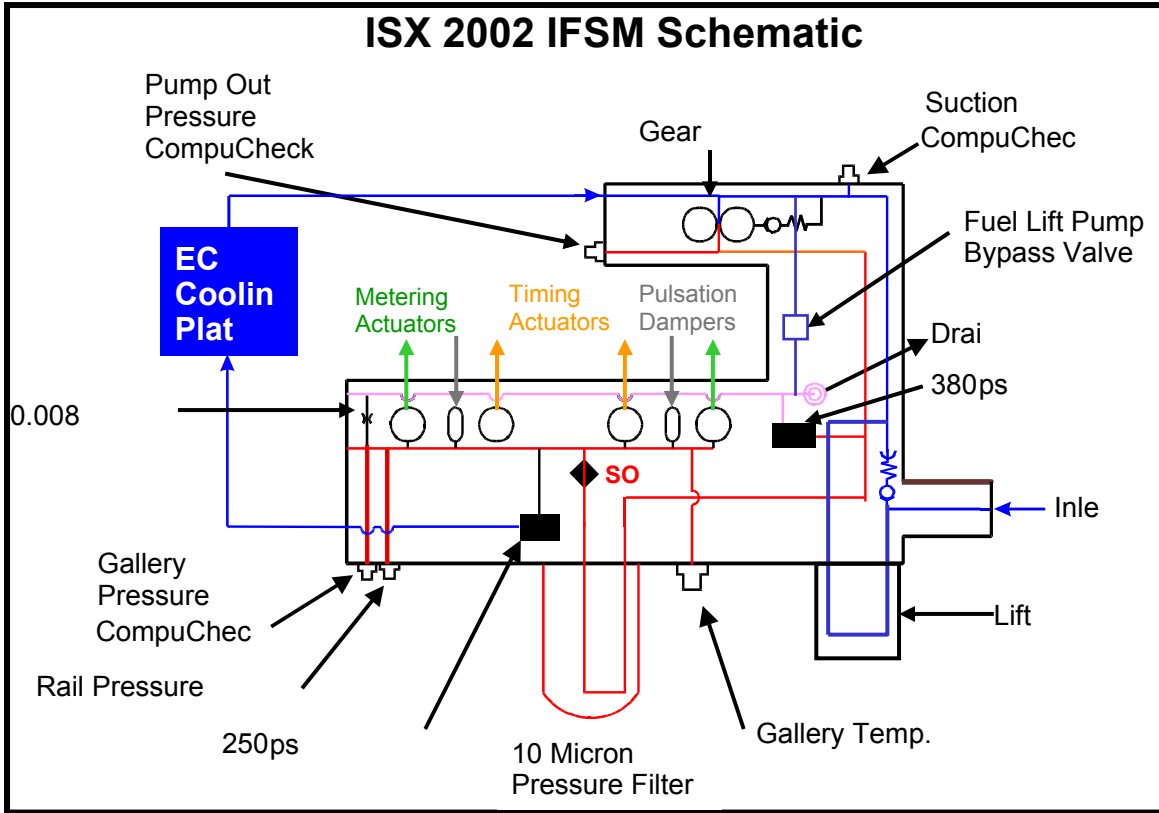 ISX 2002 IFSM Schematic
Pump Out
Pressure
CompuCheck
Gear
Suction
CompuChec
Fuel Lift Pump
Bypass Valve
EC
Coolin
Plat
Metering
Actuators
Timing
Actuators
Pulsation
Dampers
Drai
380ps
0.008
SO
Inle
Gallery
Pressure
CompuChec
Lift
Rail Pressure
250ps
10 Micron
Pressure Filter
Gallery Temp.